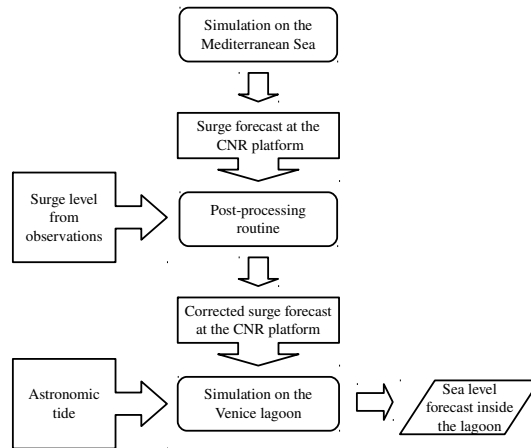 Simulation on the
Mediterranean Sea
Surge forecast at the
CNR platform
Surge level
from
observations
Post-processing
routine
Corrected surge forecast
at the CNR platform
Astronomic
tide
Simulation on the
Venice lagoon
Sea level
forecast inside
the lagoon